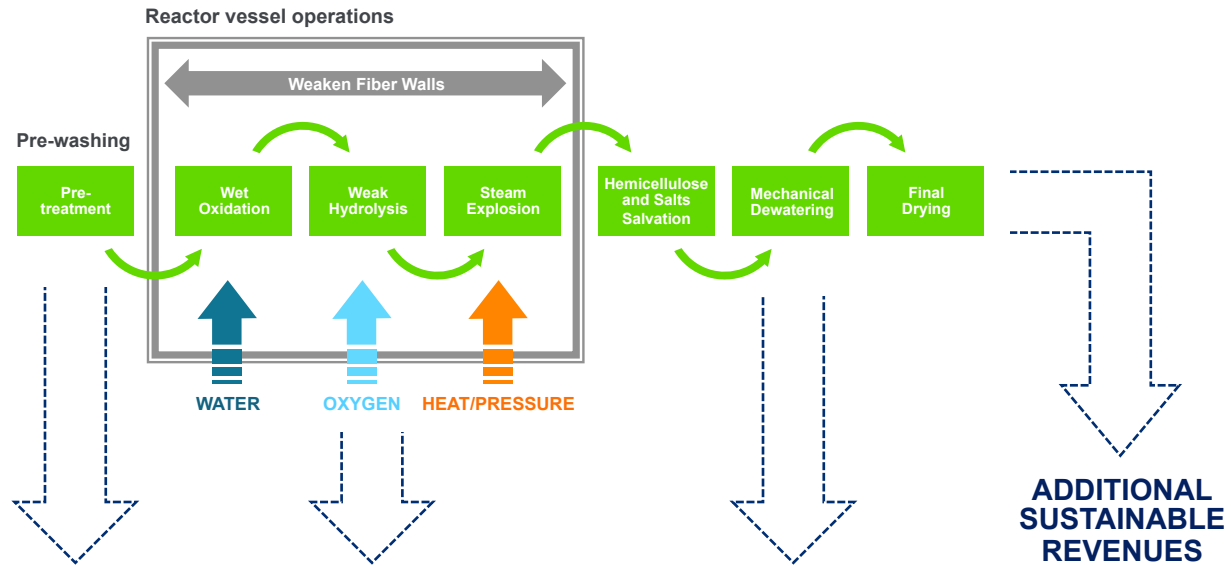 Reactor vessel operations
Weaken Fiber Walls
Pre-washing
Pre-
treatment
Wet
Oxidation
Weak
Hydrolysis
Steam
Explosion
Hemicellulose
and Salts
Salvation
Mechanical
Dewatering
Final
Drying
WATER
OXYGEN
HEAT/PRESSURE
ADDITIONAL
SUSTAINABLE
REVENUES